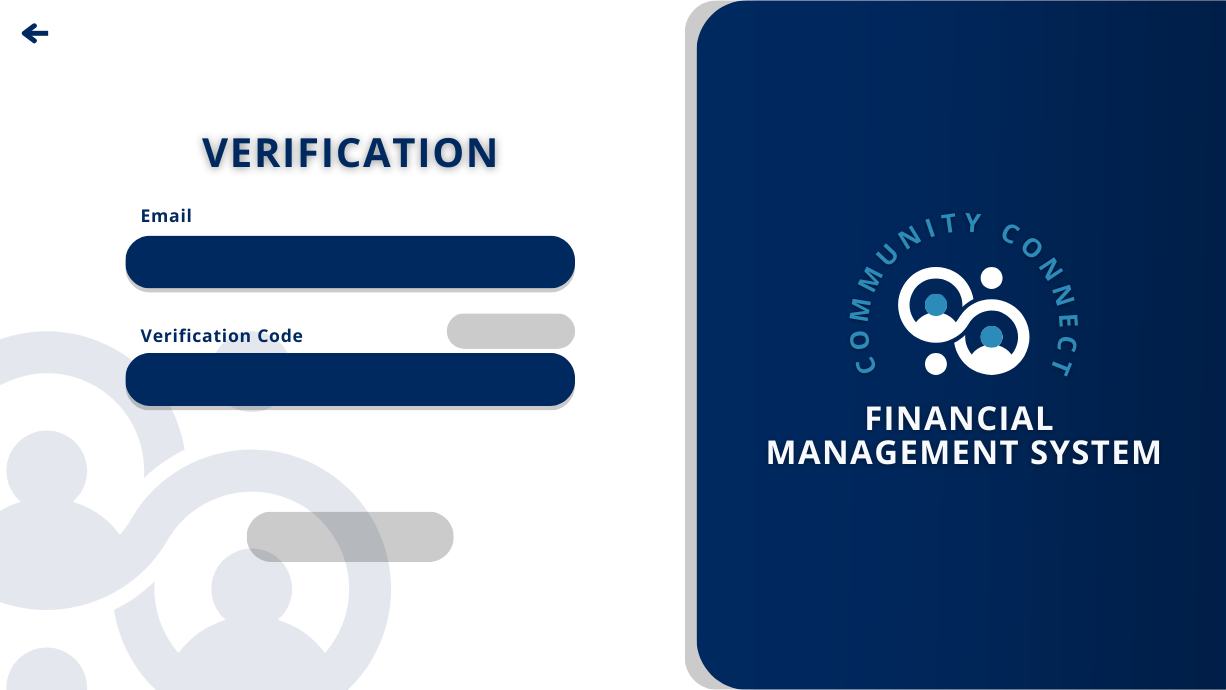 VERIFICATION
Email
Verification Code
COMMUNITY CONNECT
FINANCIAL
MANAGEMENT SYSTEM